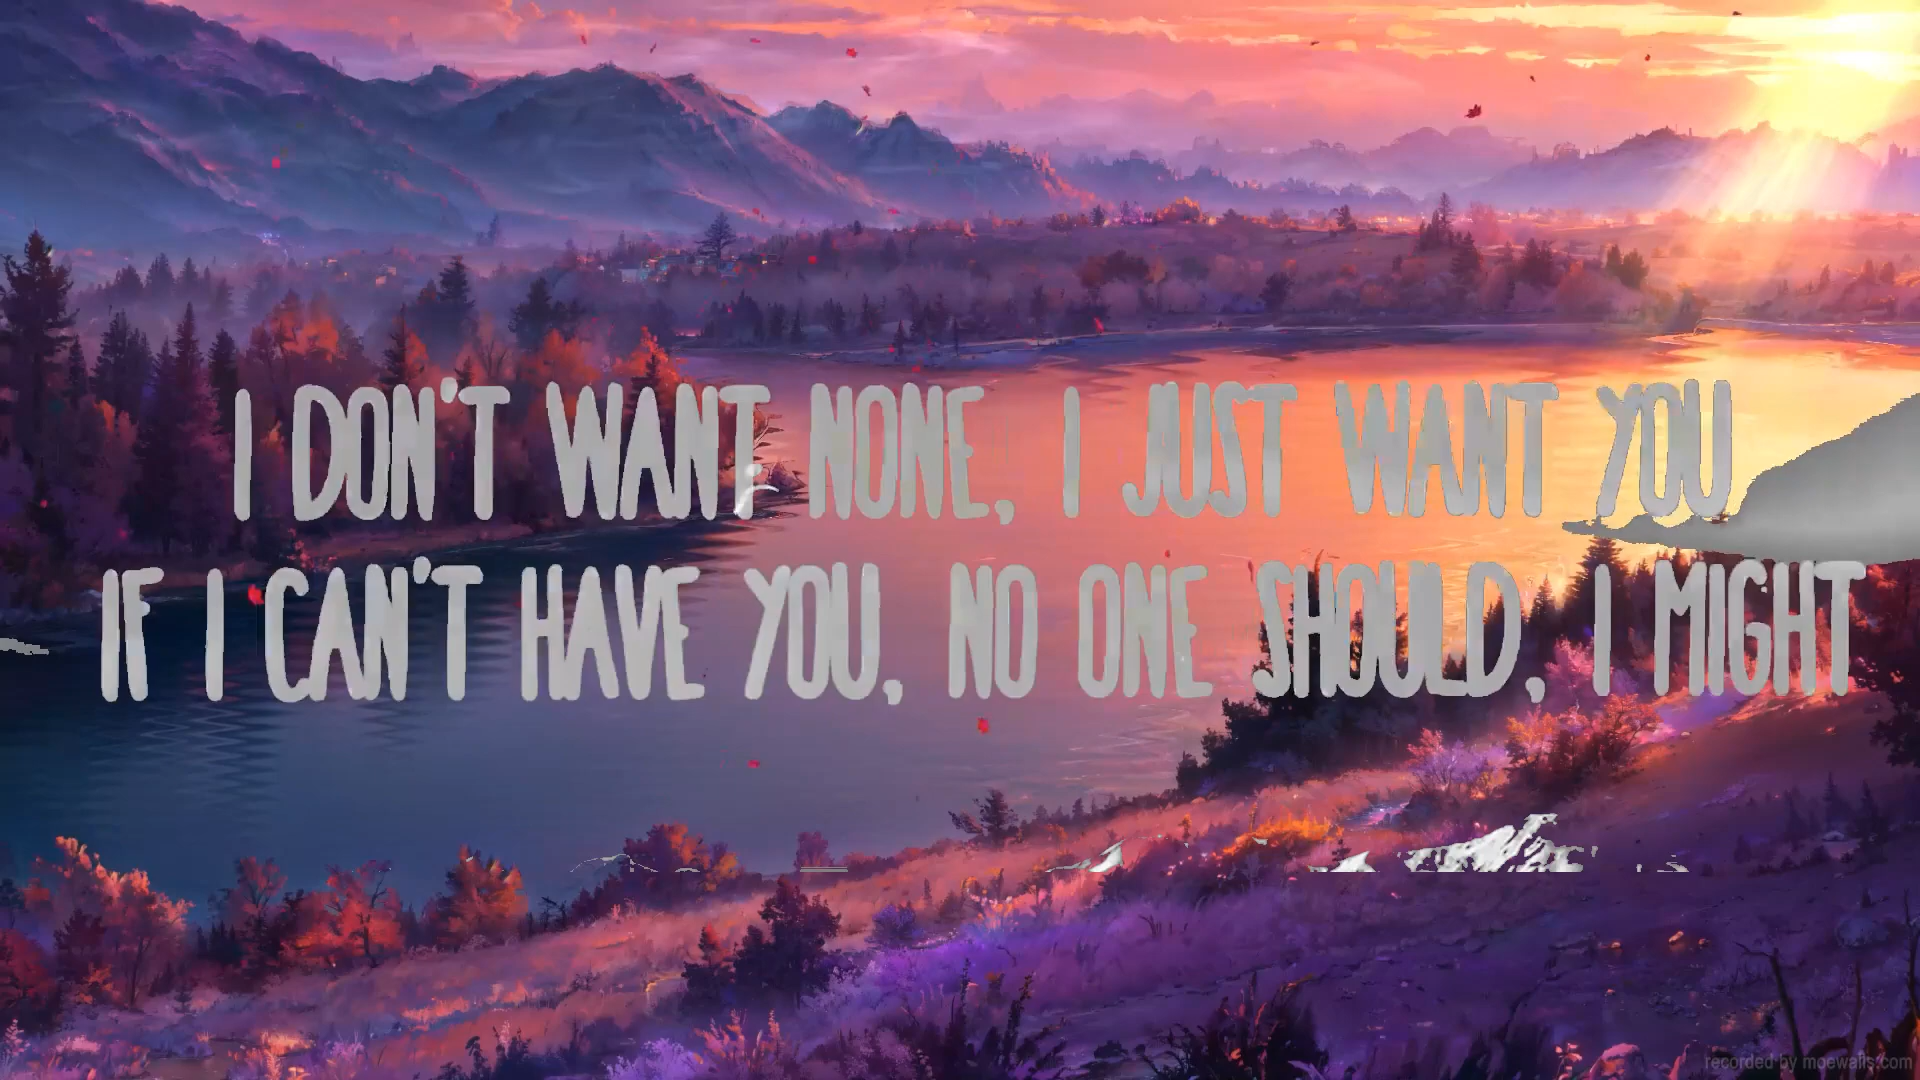 I DON'T WANT NONE, I JUST WANT YOU
IF I CAN'T HAVE YOU, NO ONE SHOULD, I MIGHT
recorded by moewalls.com